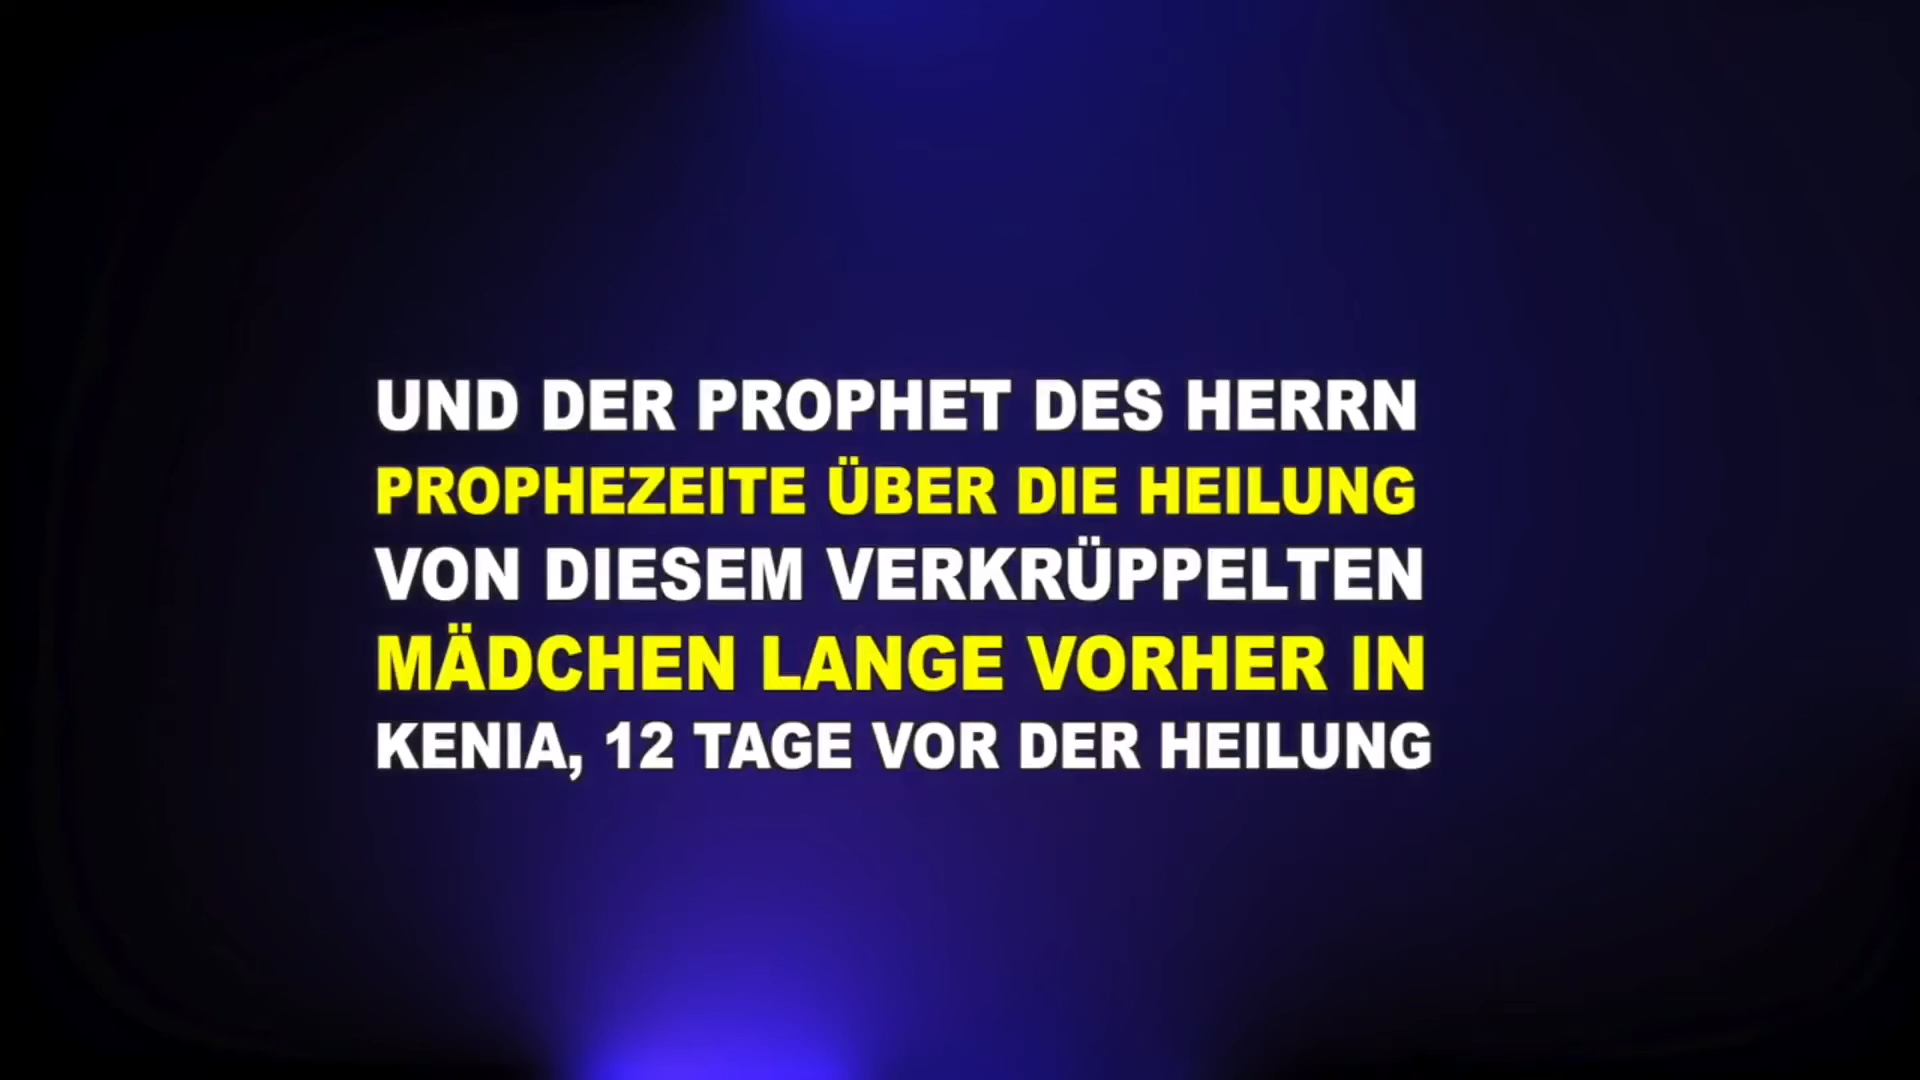 UND DER PROPHET DES HERRN
PROPHEZEITE ÜBER DIE HEILUNG
VON DIESEM VERKRÜPPELTEN
MÄDCHEN LANGE VORHER IN
KENIA, 12 TAGE VOR DER HEILUNG